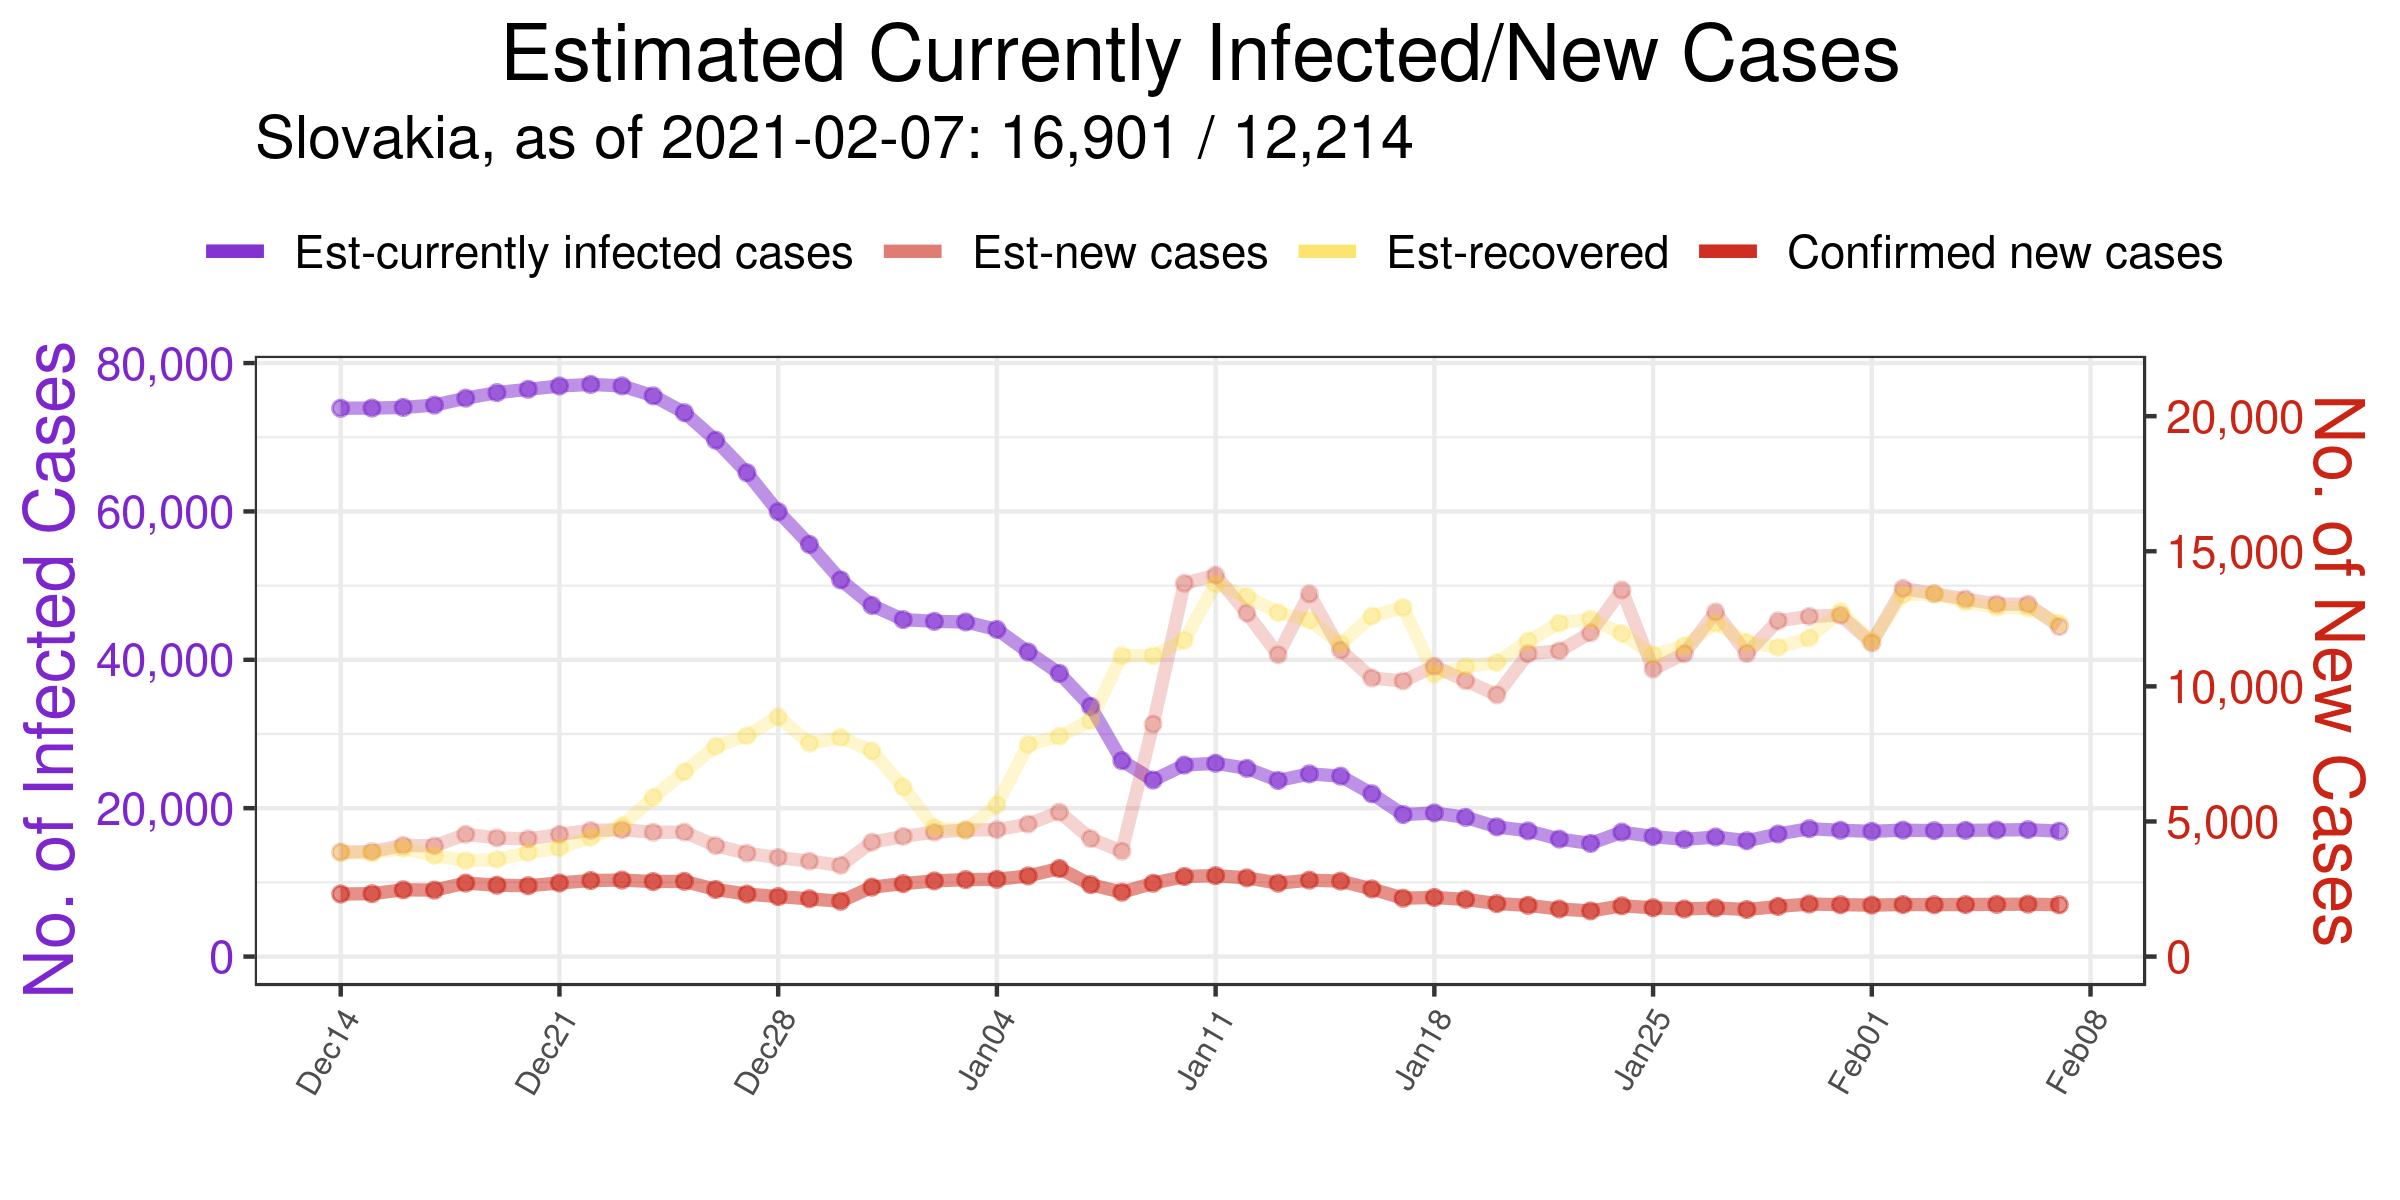 Estimated Currently Infected/New Cases
Slovakia, as of 2021-02-07: 16,901 / 12,214
Est-currently infected cases Est-new cases Est-recovered Confirmed new cases
No. of Infected Cases
80,000
60,000
40,000
20,000
0
20,000
15,000
10,000
5,000
0
No. of New Cases
Dec14 Dec21 Dec28 Jan04 Jan11 Jan18 Jan25 Feb01 Feb08